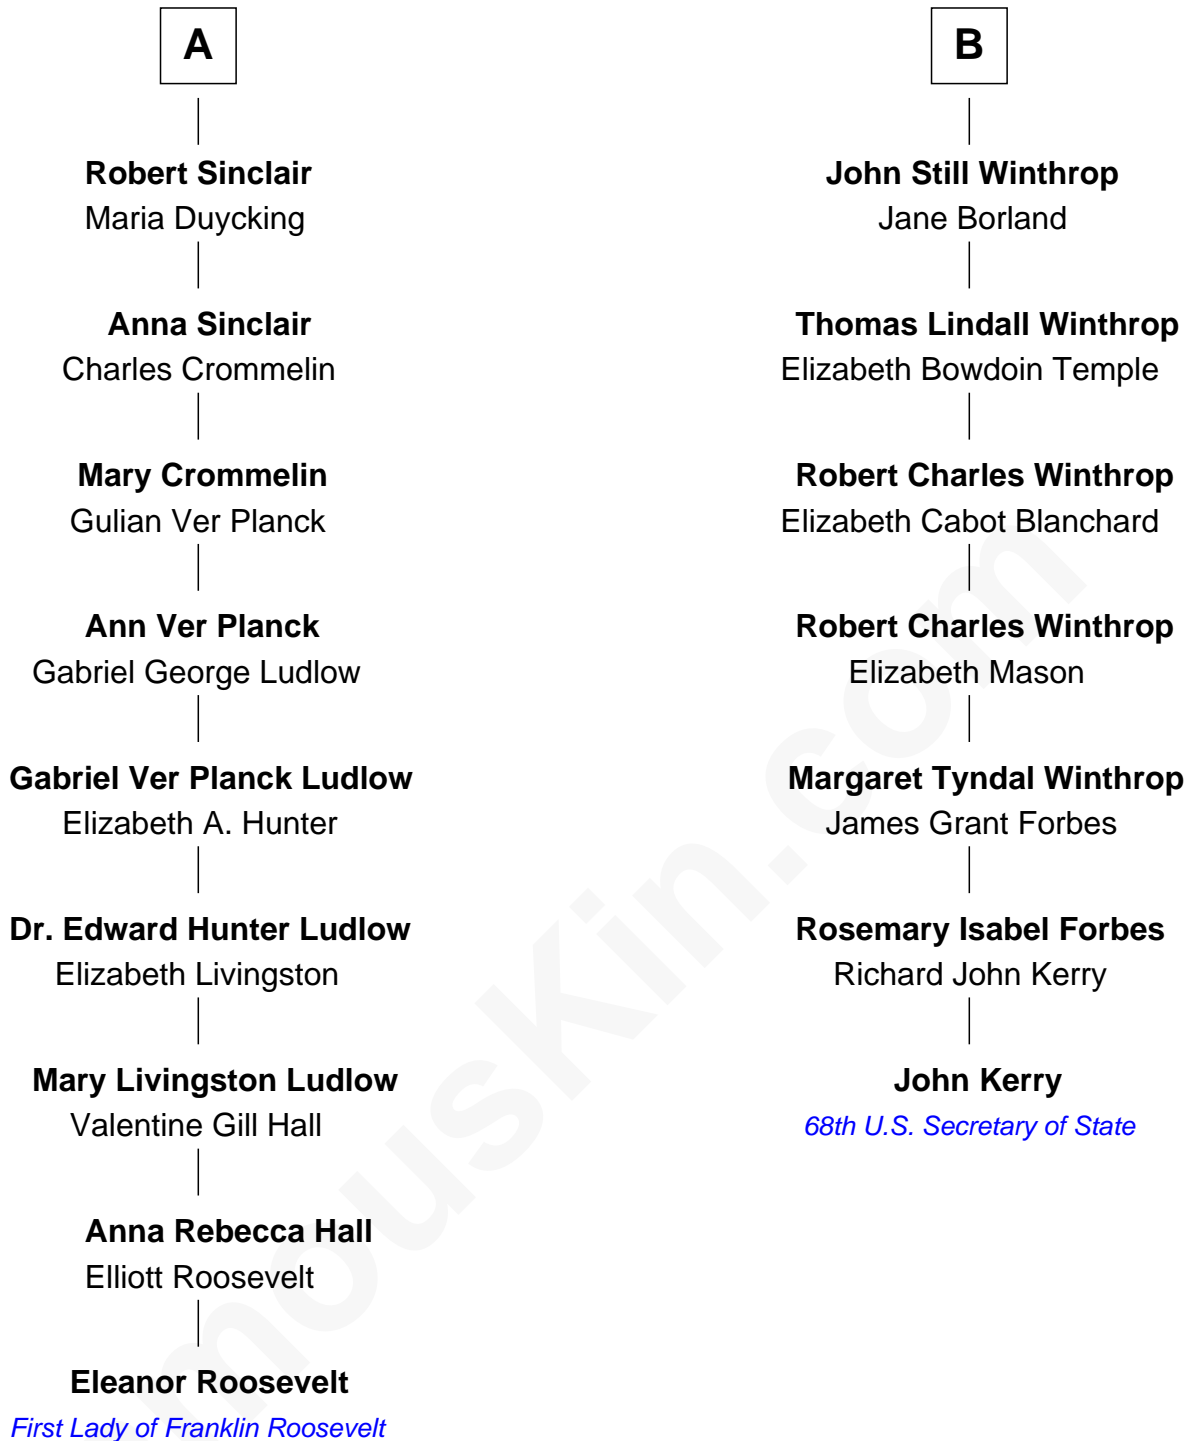 A
Robert Sinclair
Maria Duycking
Anna Sinclair
Charles Crommelin
Mary Crommelin
Gulian Ver Planck
Ann Ver Planck
Gabriel George Ludlow
Gabriel Ver Planck Ludlow
Elizabeth A. Hunter
Dr. Edward Hunter Ludlow
Elizabeth Livingston
Mary Livingston Ludlow
Valentine Gill Hall
Anna Rebecca Hall
Elliott Roosevelt
Eleanor Roosevelt
First Lady of Franklin Roosevelt
B
John Still Winthrop
Jane Borland
Thomas Lindall Winthrop
Elizabeth Bowdoin Temple
Robert Charles Winthrop
Elizabeth Cabot Blanchard
Robert Charles Winthrop
Elizabeth Mason
Margaret Tyndal Winthrop
James Grant Forbes
Rosemary Isabel Forbes
Richard John Kerry
John Kerry
68th U.S. Secretary of State
mouskin.com